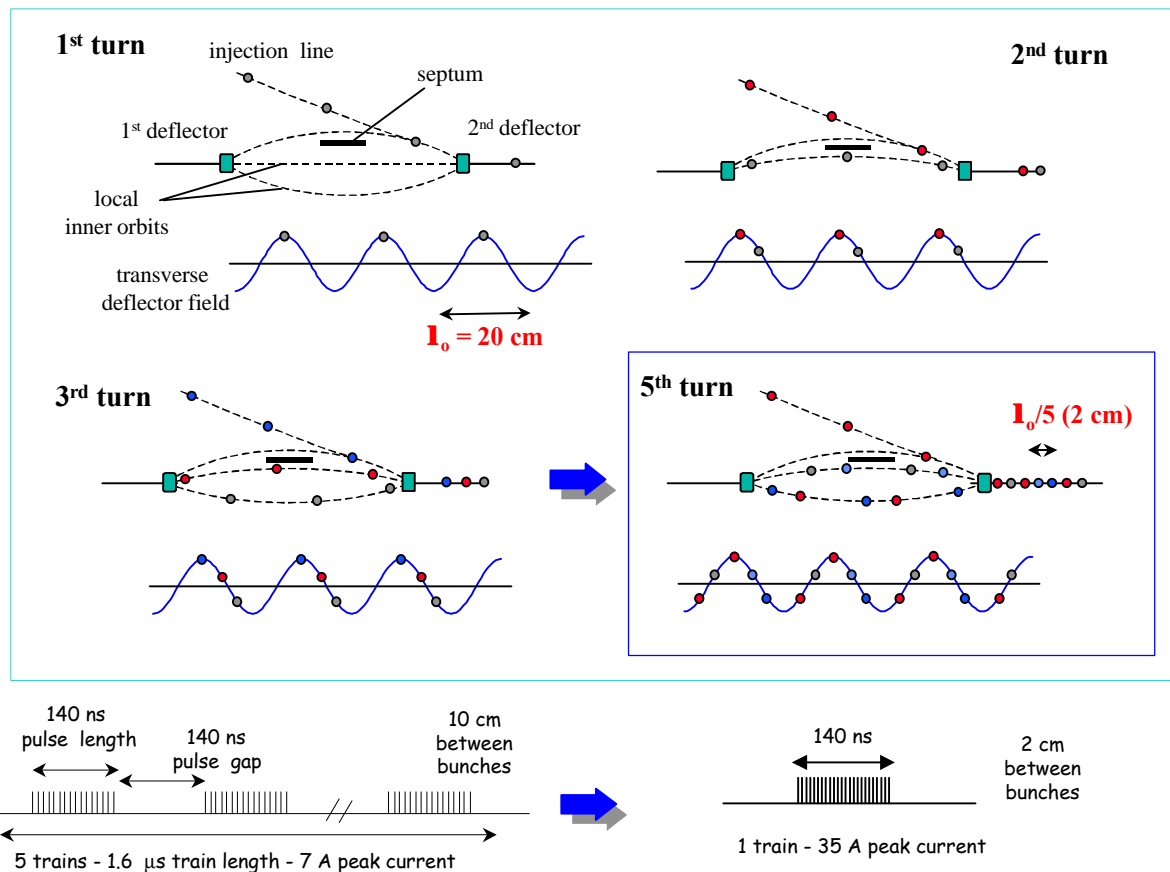 1st turn
injection line
septum
1st deflector
2nd deflector
local
inner orbits
transverse
deflector field
lo = 20 cm
2nd turn
3rd turn
5th turn
lo/5 (2 cm)
140 ns
pulse length
140 ns
pulse gap
10 cm
between
bunches
5 trains - 1.6 μs train length - 7 A peak current
140 ns
2 cm
between
bunches
1 train - 35 A peak current